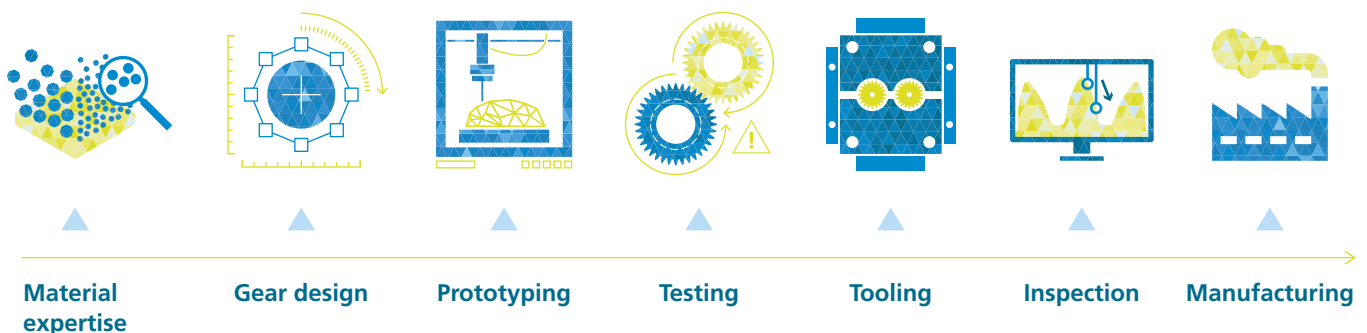 Material
expertise
Gear design
Prototyping
Testing
Tooling
Inspection
Manufacturing